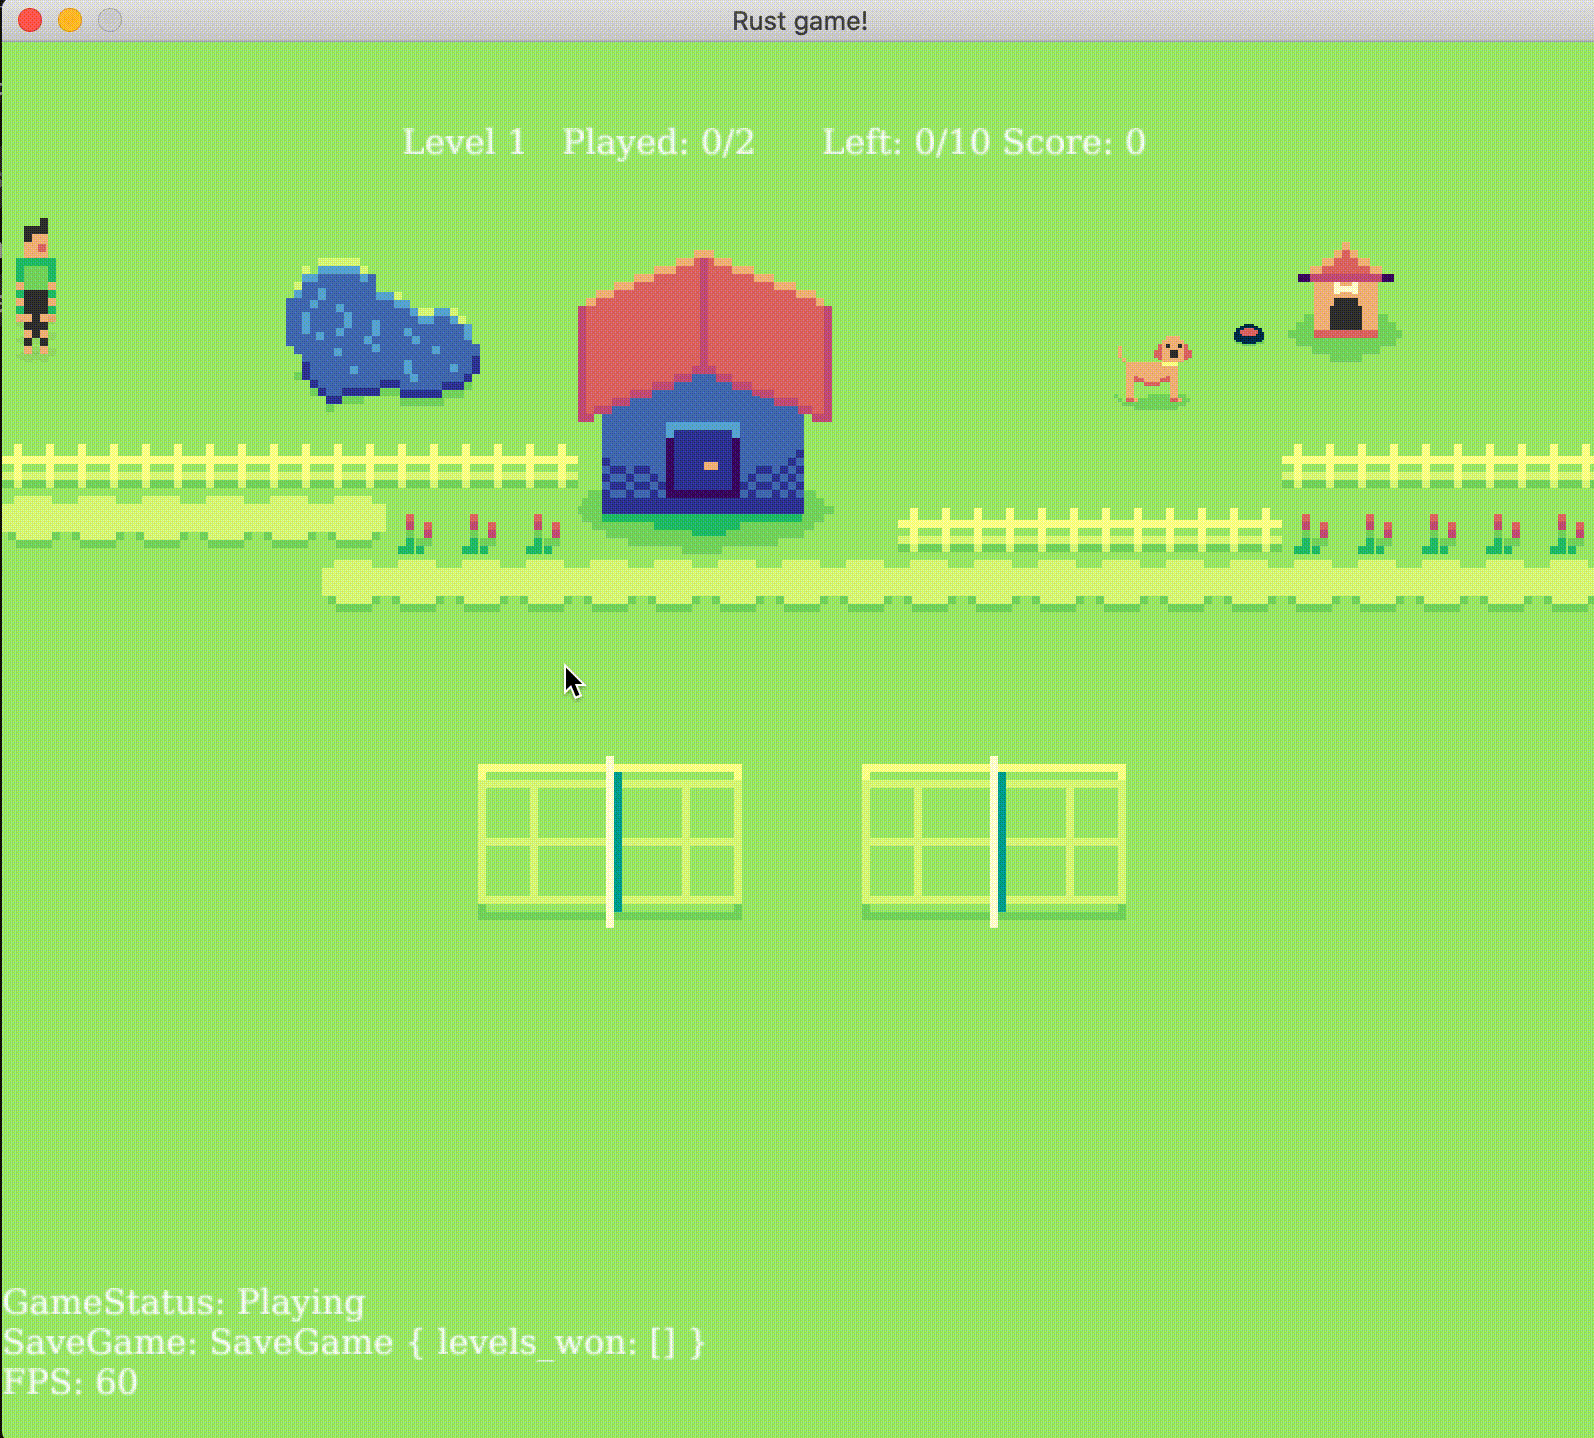 Rust game!
Level 1 Played: 0/2 Left: 0/10 Score: 0
GameStatus: Playing
SaveGame: SaveGame { levels_won: [] }
FPS: 60